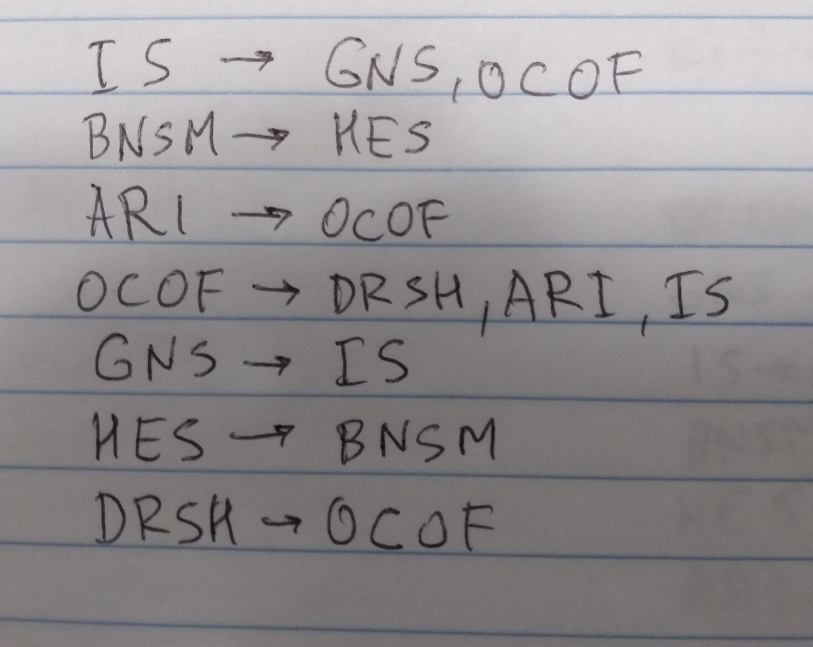 IS → GNS, OCOF
BNSM → HES
ARI → OCOF
OCOF → DRSH, ARI, IS
GNS → IS
HES → BNSM
DRSH → OCOF